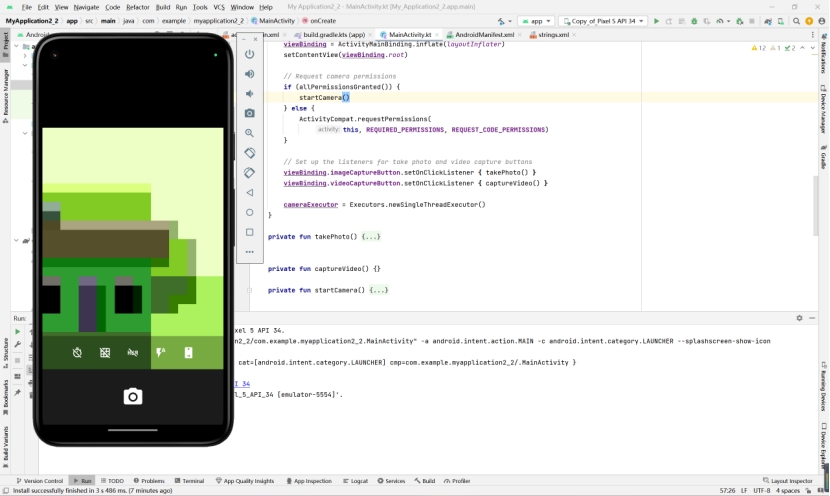 File Edit View Navigate Code Refactor Build Run Tools VCS Window Help My Application2_2 - MainActivity.kt [My_Application2_2.app.main]
MyApplication2_2 app src main java com example myapplication2_2 MainActivity onCreate
app Copy_of_Pixel 5 API 34
Android
in.xml build.gradle.kts (app) MainActivity.kt AndroidManifest.xml strings.xml
viewBinding = ActivityMainBinding.inflate(layoutInflater)
setContentView(viewBinding.root)
12 1 2
// Request camera permissions
if (allPermissionsGranted()) {
startCamera()
} else {
ActivityCompat.requestPermissions(
activity: this, REQUIRED_PERMISSIONS, REQUEST_CODE_PERMISSIONS)
}
// Set up the listeners for take photo and video capture buttons
viewBinding.imageCaptureButton.setOnClickListener { takePhoto() }
viewBinding.videoCaptureButton.setOnClickListener { captureVideo() }
cameraExecutor = Executors.newSingleThreadExecutor()
}
private fun takePhoto() {...}
private fun captureVideo() {}
private fun startCamera() {...}
Run:
xel 5 API 34.
n2_2/com.example.myapplication2_2.MainActivity" -a android.intent.action.MAIN -c android.intent.category.LAUNCHER --splashscreen-show-icon
cat=[android.intent.category.LAUNCHER] cmp=com.example.myapplication2_2/.MainActivity }
I_34
l_5_API_34 [emulator-5554]'.
Project
Resource Manager
Structure
Bookmarks
Build Variants
Notifications
Device Manager
Gradle
Running Devices
Device Explorer
Version Control Run TODO Problems Terminal App Quality Insights App Inspection Logcat Services Build Profiler Layout Inspector
Install successfully finished in 3 s 486 ms. (7 minutes ago) 57:26 LF UTF-8 4 spaces